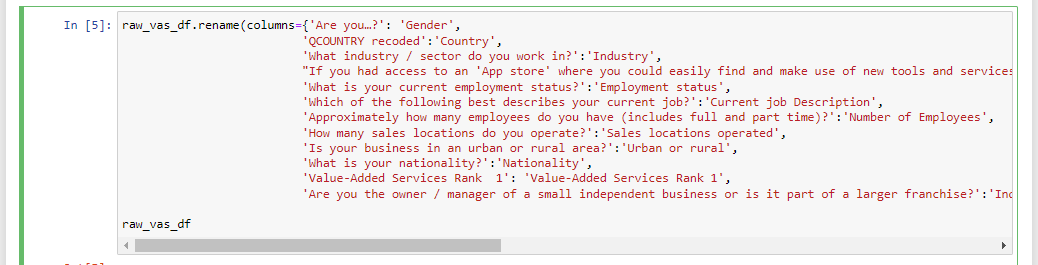 In [5]: raw_vas_df.rename(columns={'Are you…?': 'Gender',
'QCOUNTRY recoded':'Country',
'What industry / sector do you work in?':'Industry',
"If you had access to an 'App store' where you could easily find and make use of new tools and services
'What is your current employment status?':'Employment status',
'Which of the following best describes your current job?':'Current job Description',
'Approximately how many employees do you have (includes full and part time)?':'Number of Employees',
'How many sales locations do you operate?':'Sales locations operated',
'Is your business in an urban or rural area?':'Urban or rural',
'What is your nationality?':'Nationality',
'Value-Added Services Rank  1': 'Value-Added Services Rank 1',
'Are you the owner / manager of a small independent business or is it part of a larger franchise?':
raw_vas_df